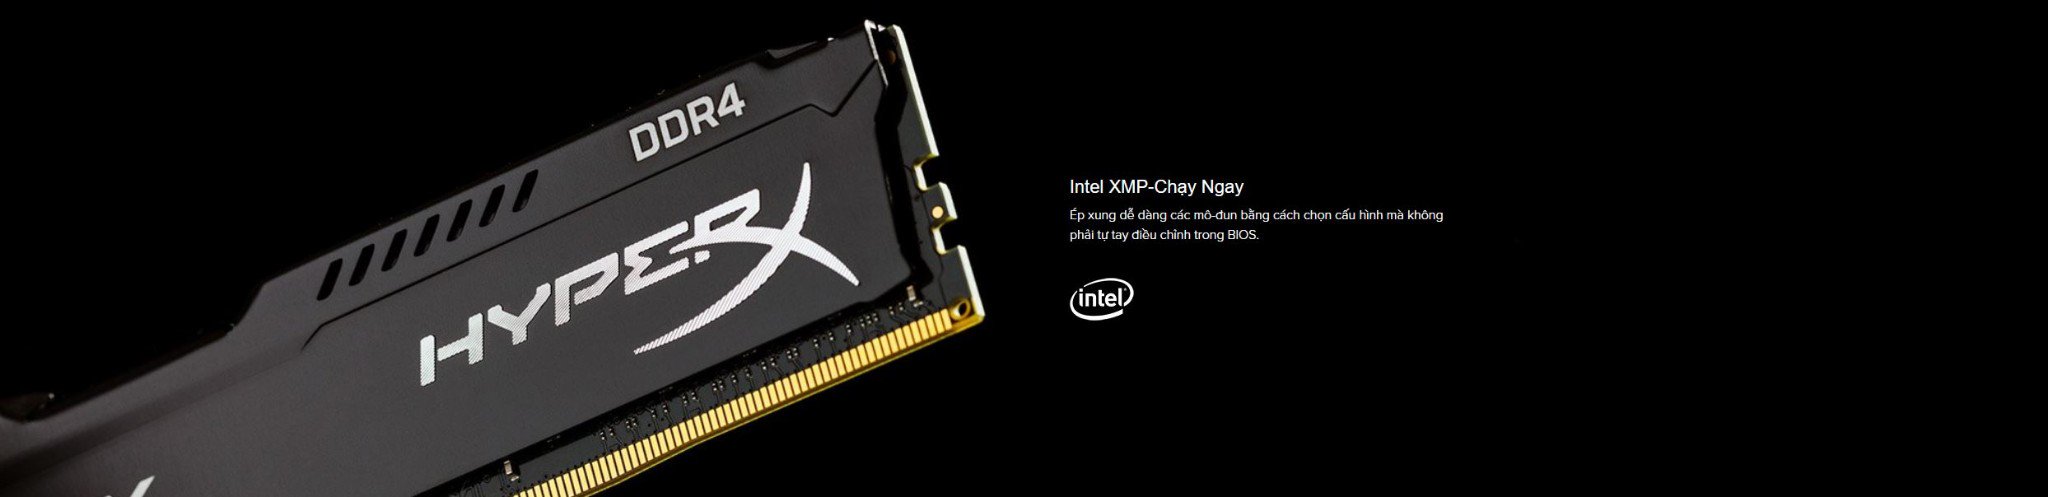 DDR4
HYPERX
Intel XMP-Chạy Ngay
Ép xung dễ dàng các mô-đun bằng cách chọn cấu hình mà không
phải tự tay điều chỉnh trong BIOS.
intel